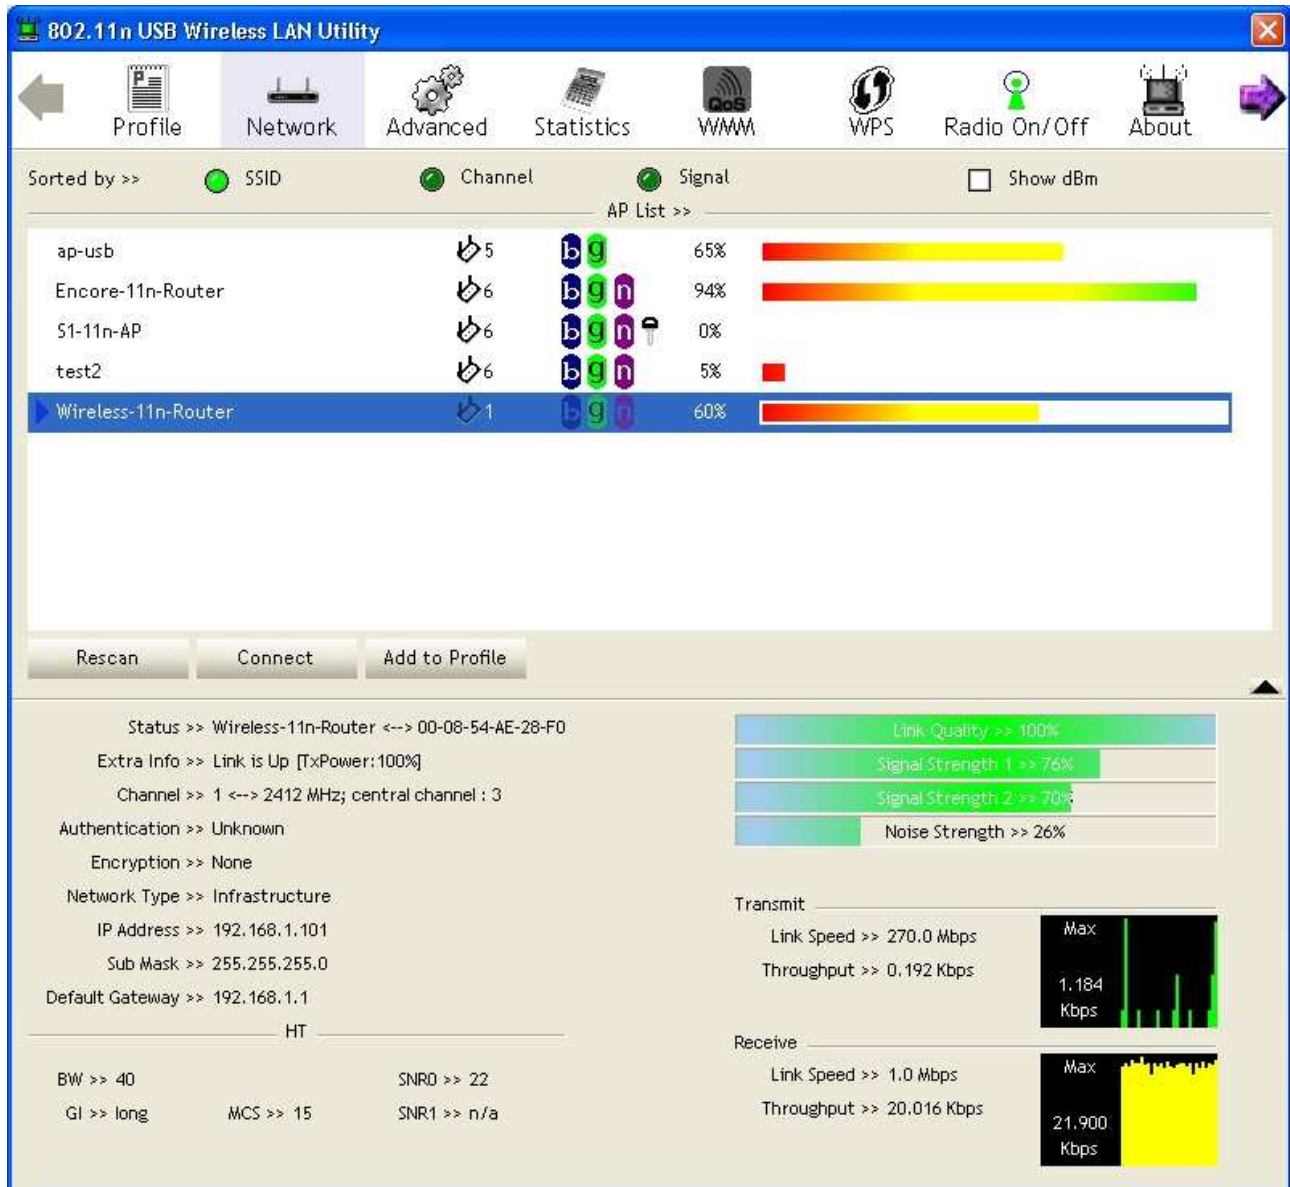 802.11n USB Wireless LAN Utility
P
QoS
Profile Network Advanced Statistics WMM WPS Radio On/Off About
Sorted by >> SSID Channel Signal Show dBm
AP List >>
ap-usb 5 b g 65%
Encore-11n-Router 6 b g n 94%
S1-11n-AP 6 b g n 0%
test2 6 b g n 5%
Wireless-11n-Router 1 b g n 60%
Rescan Connect Add to Profile
Status >> Wireless-11n-Router <--> 00-08-54-AE-28-F0
Extra Info >> Link is Up [TxPower:100%]
Channel >> 1 <--> 2412 MHz; central channel : 3
Authentication >> Unknown
Encryption >> None
Network Type >> Infrastructure
IP Address >> 192.168.1.101
Sub Mask >> 255.255.255.0
Default Gateway >> 192.168.1.1
HT
BW >> 40 SNR0 >> 22
GI >> long MCS >> 15 SNR1 >> n/a
Link Quality >> 100%
Signal Strength 1 >> 76%
Signal Strength 2 >> 70%
Noise Strength >> 26%
Transmit
Link Speed >> 270.0 Mbps
Throughput >> 0.192 Kbps
Max
1.184
Kbps
Receive
Link Speed >> 1.0 Mbps
Throughput >> 20.016 Kbps
Max
21.900
Kbps